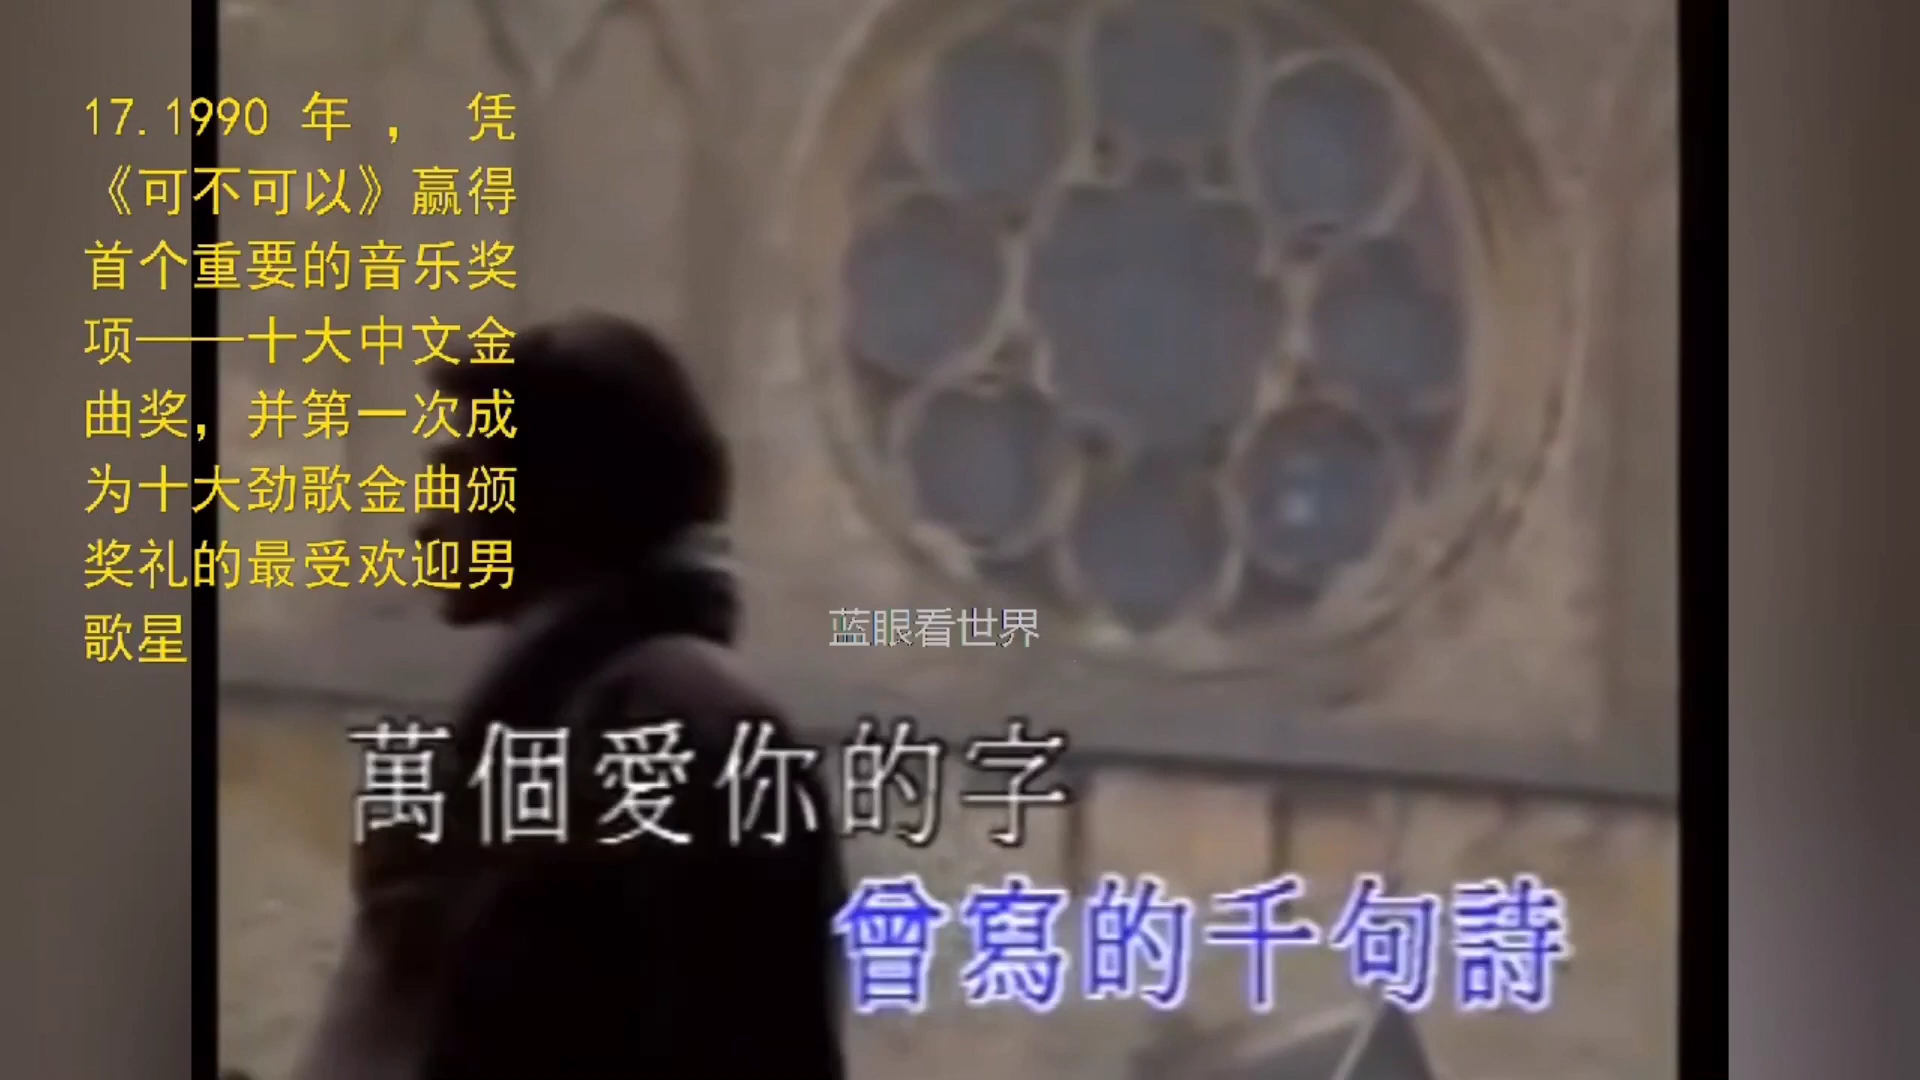 17.1990 年 ， 凭
《可不可以》赢得
首个重要的音乐奖
项——十大中文金
曲奖，并第一次成
为十大劲歌金曲颁
奖礼的最受欢迎男
歌星
蓝眼看世界
萬個愛你的字
曾寫的千句詩